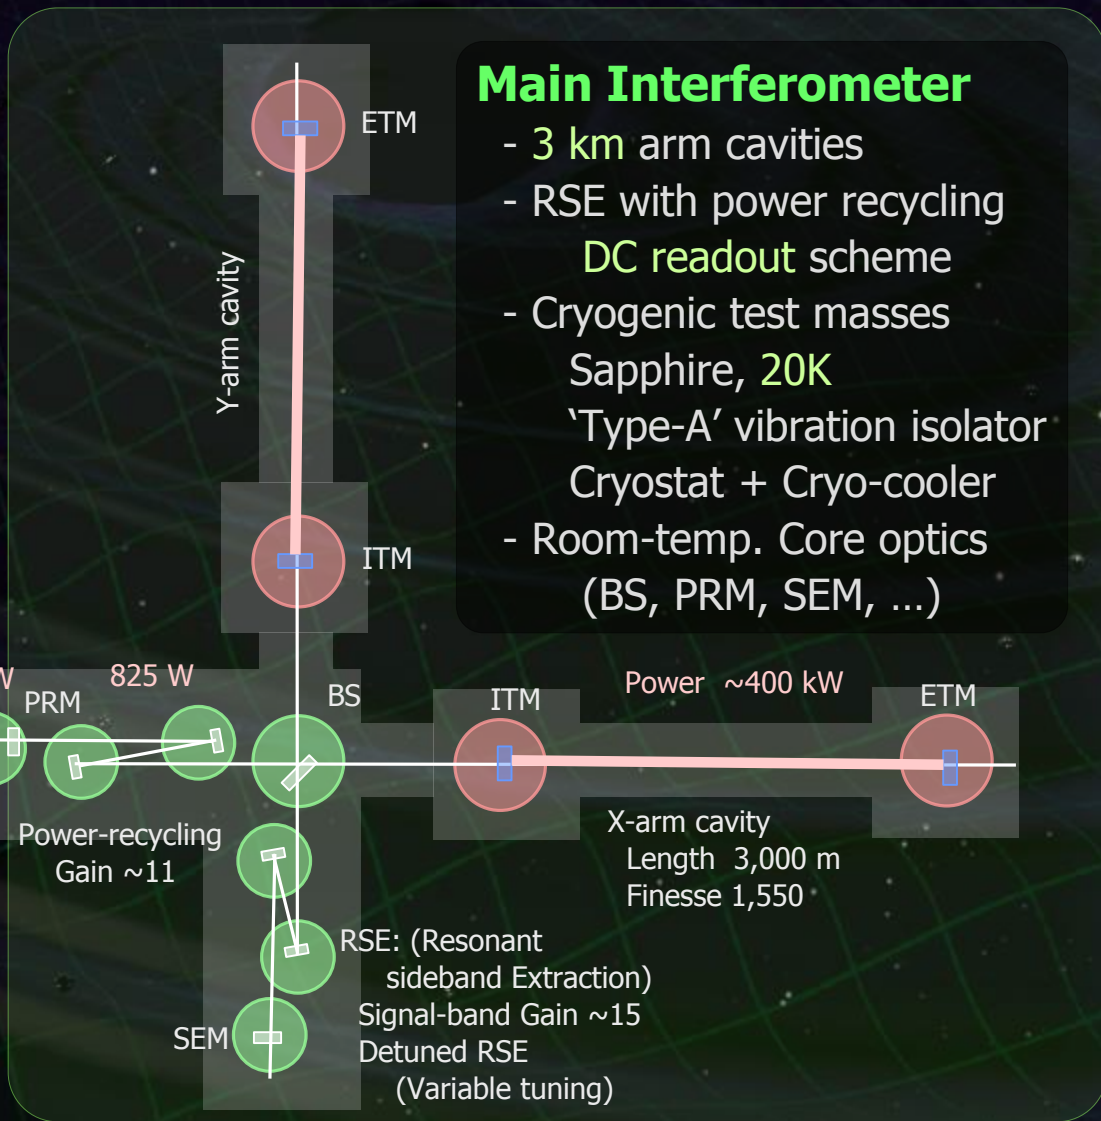 Main Interferometer
- 3 km arm cavities
- RSE with power recycling
DC readout scheme
- Cryogenic test masses
Sapphire, 20K
‘Type-A’ vibration isolator
Cryostat + Cryo-cooler
- Room-temp. Core optics
(BS, PRM, SEM, …)
ETM
Y-arm cavity
ITM
W
825 W
PRM
BS
ITM
Power ~400 kW
ETM
Power-recycling
Gain ~11
X-arm cavity
Length 3,000 m
Finesse 1,550
RSE: (Resonant
sideband Extraction)
Signal-band Gain ~15
Detuned RSE
(Variable tuning)
SEM